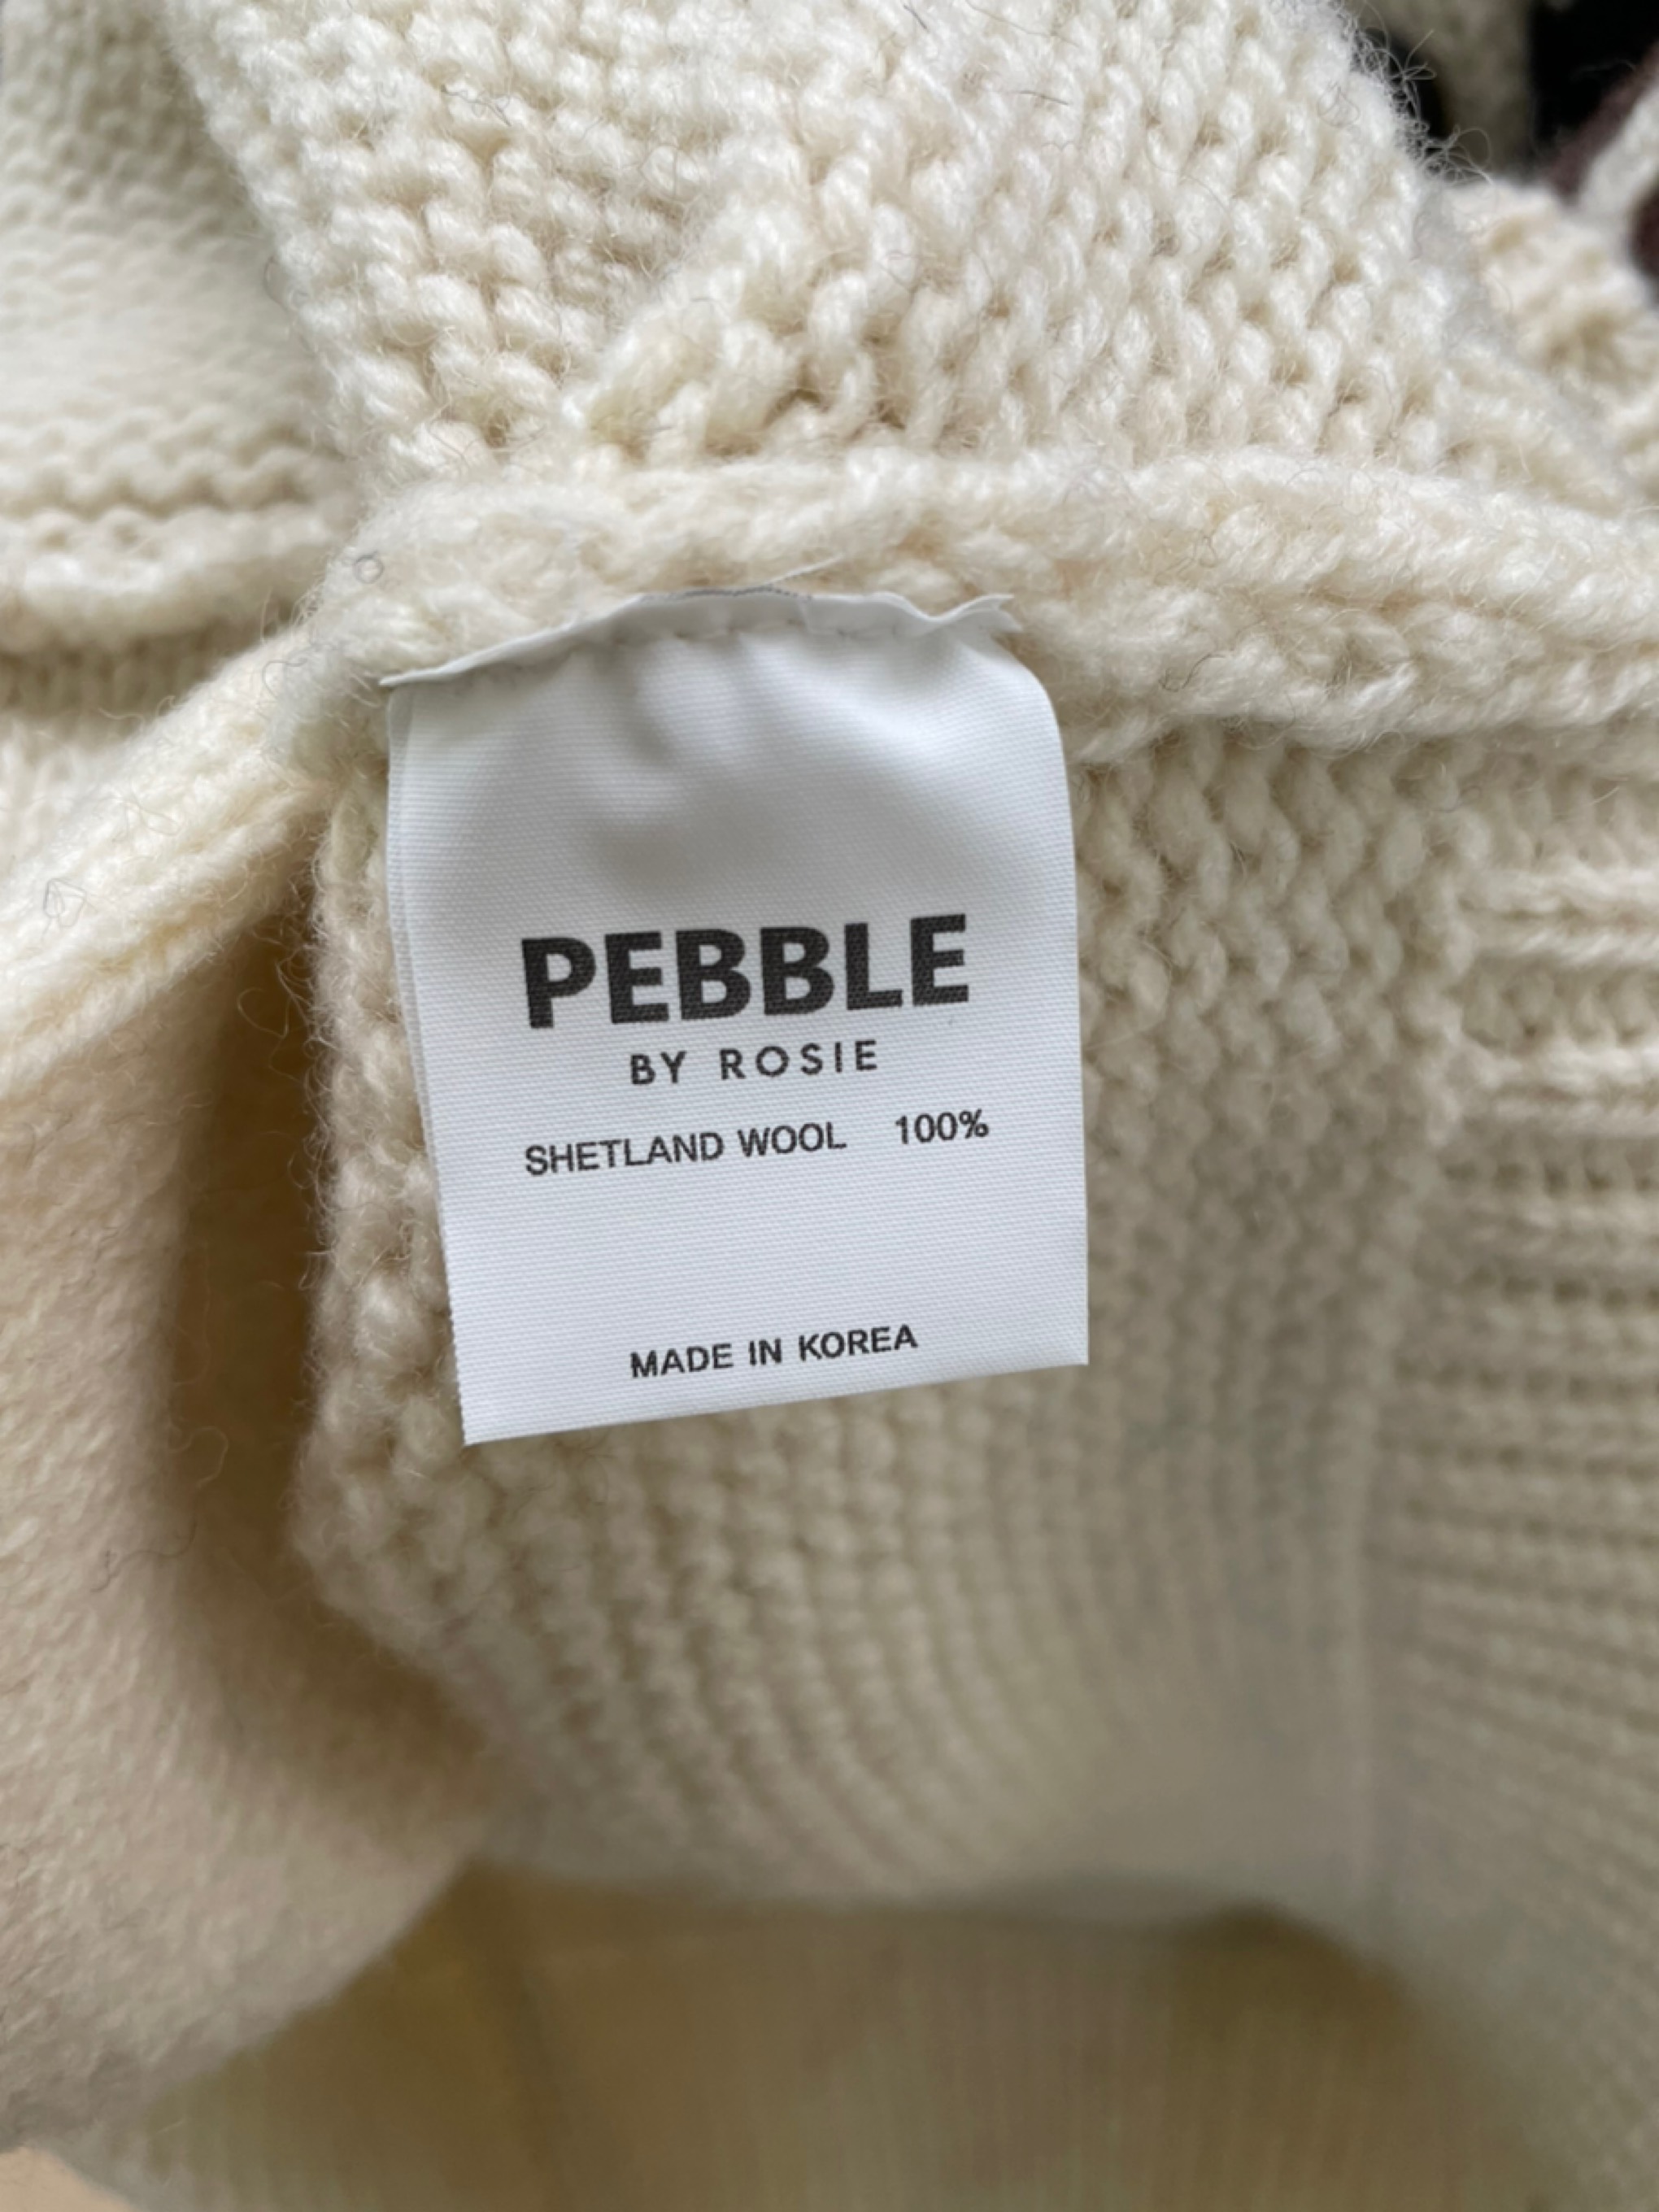 PEBBLE
BY ROSIE
SHETLAND WOOL 100%
MADE IN KOREA